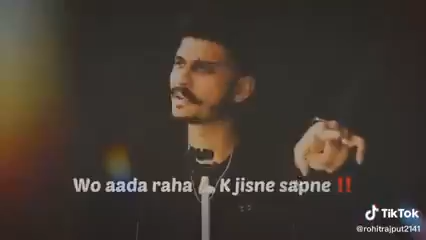 Wo aada raha K jisne sapne ‼️
TikTok
@rohitrajput2141